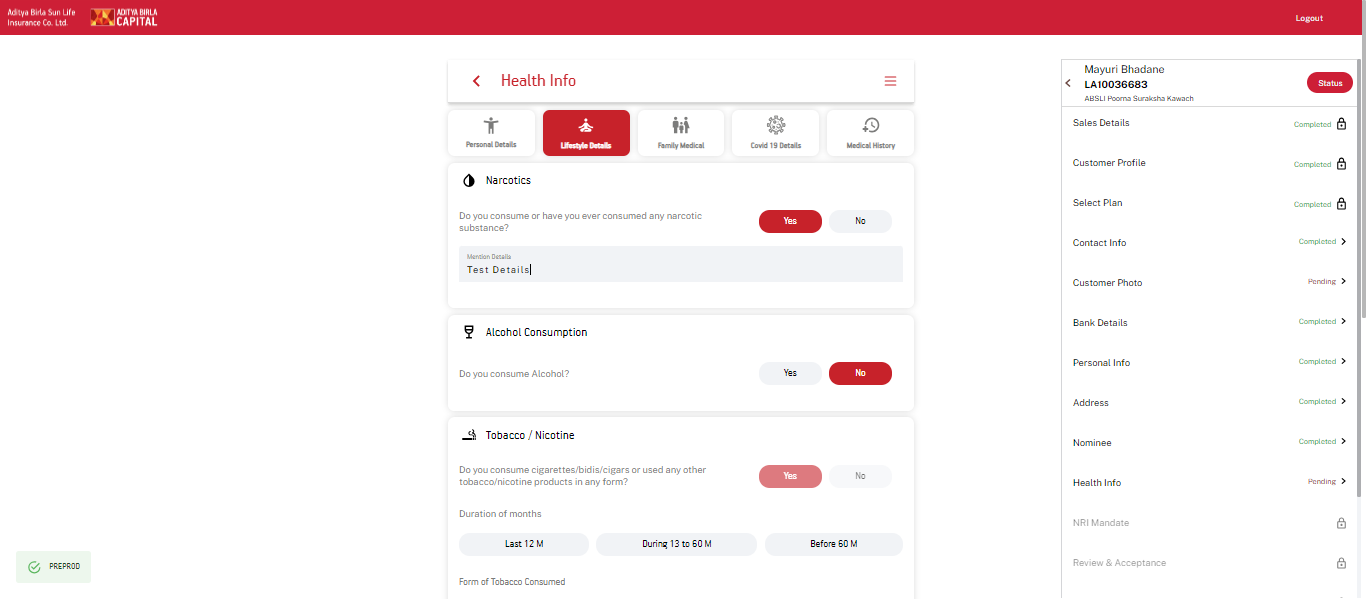 Aditya Birla Sun Life
Insurance Co. Ltd.
ADITYA BIRLA
CAPITAL
Logout
Health Info
Personal Details
Lifestyle Details
Family Medical
Covid 19 Details
Medical History
Narcotics
Do you consume or have you ever consumed any narcotic
substance?
Yes
No
Mention Details
Test Details
Alcohol Consumption
Do you consume Alcohol?
Yes
No
Tobacco / Nicotine
Do you consume cigarettes/bidis/cigars or used any other
tobacco/nicotine products in any form?
Yes
No
Duration of months
Last 12 M
During 13 to 60 M
Before 60 M
Form of Tobacco Consumed
PREPROD
Mayuri Bhadane
LA10036683
ABSLI Poorna Suraksha Kawach
Status
Sales Details
Completed
Customer Profile
Completed
Select Plan
Completed
Contact Info
Completed
Customer Photo
Pending
Bank Details
Completed
Personal Info
Completed
Address
Completed
Nominee
Completed
Health Info
Pending
NRI Mandate
Review & Acceptance